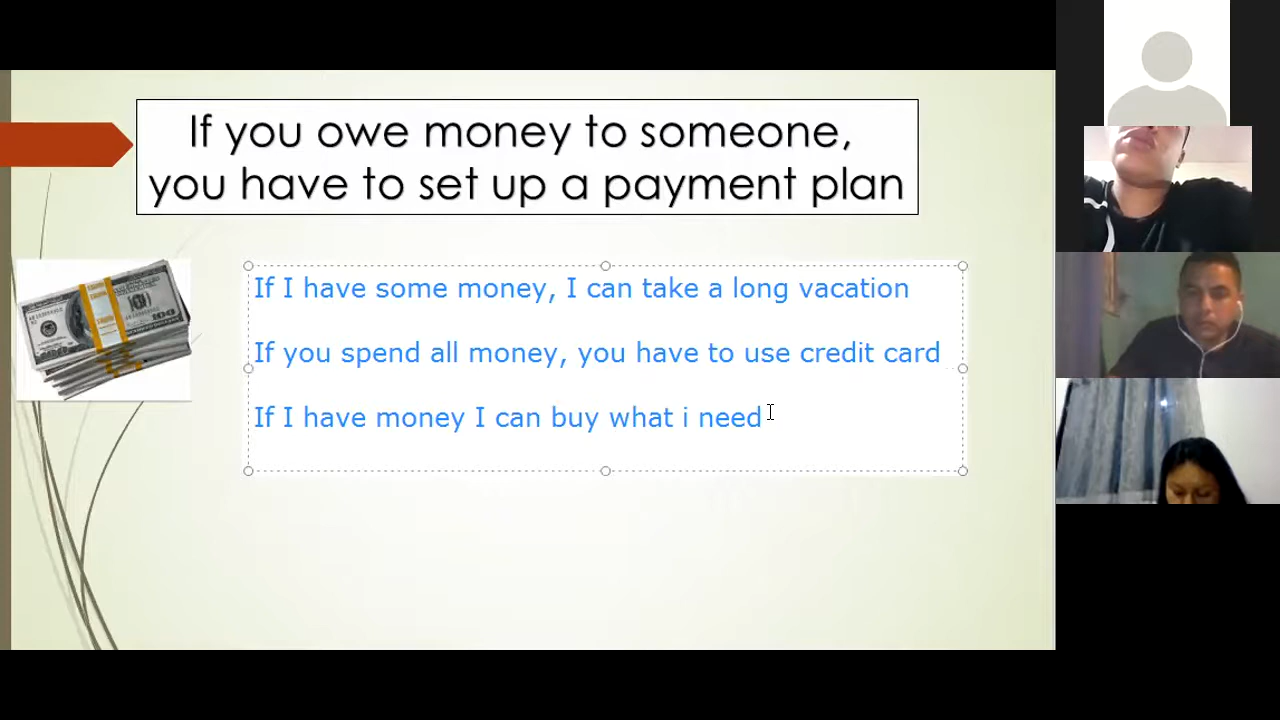 If you owe money to someone,
you have to set up a payment plan
If I have some money, I can take a long vacation
If you spend all money, you have to use credit card
If I have money I can buy what i need
100